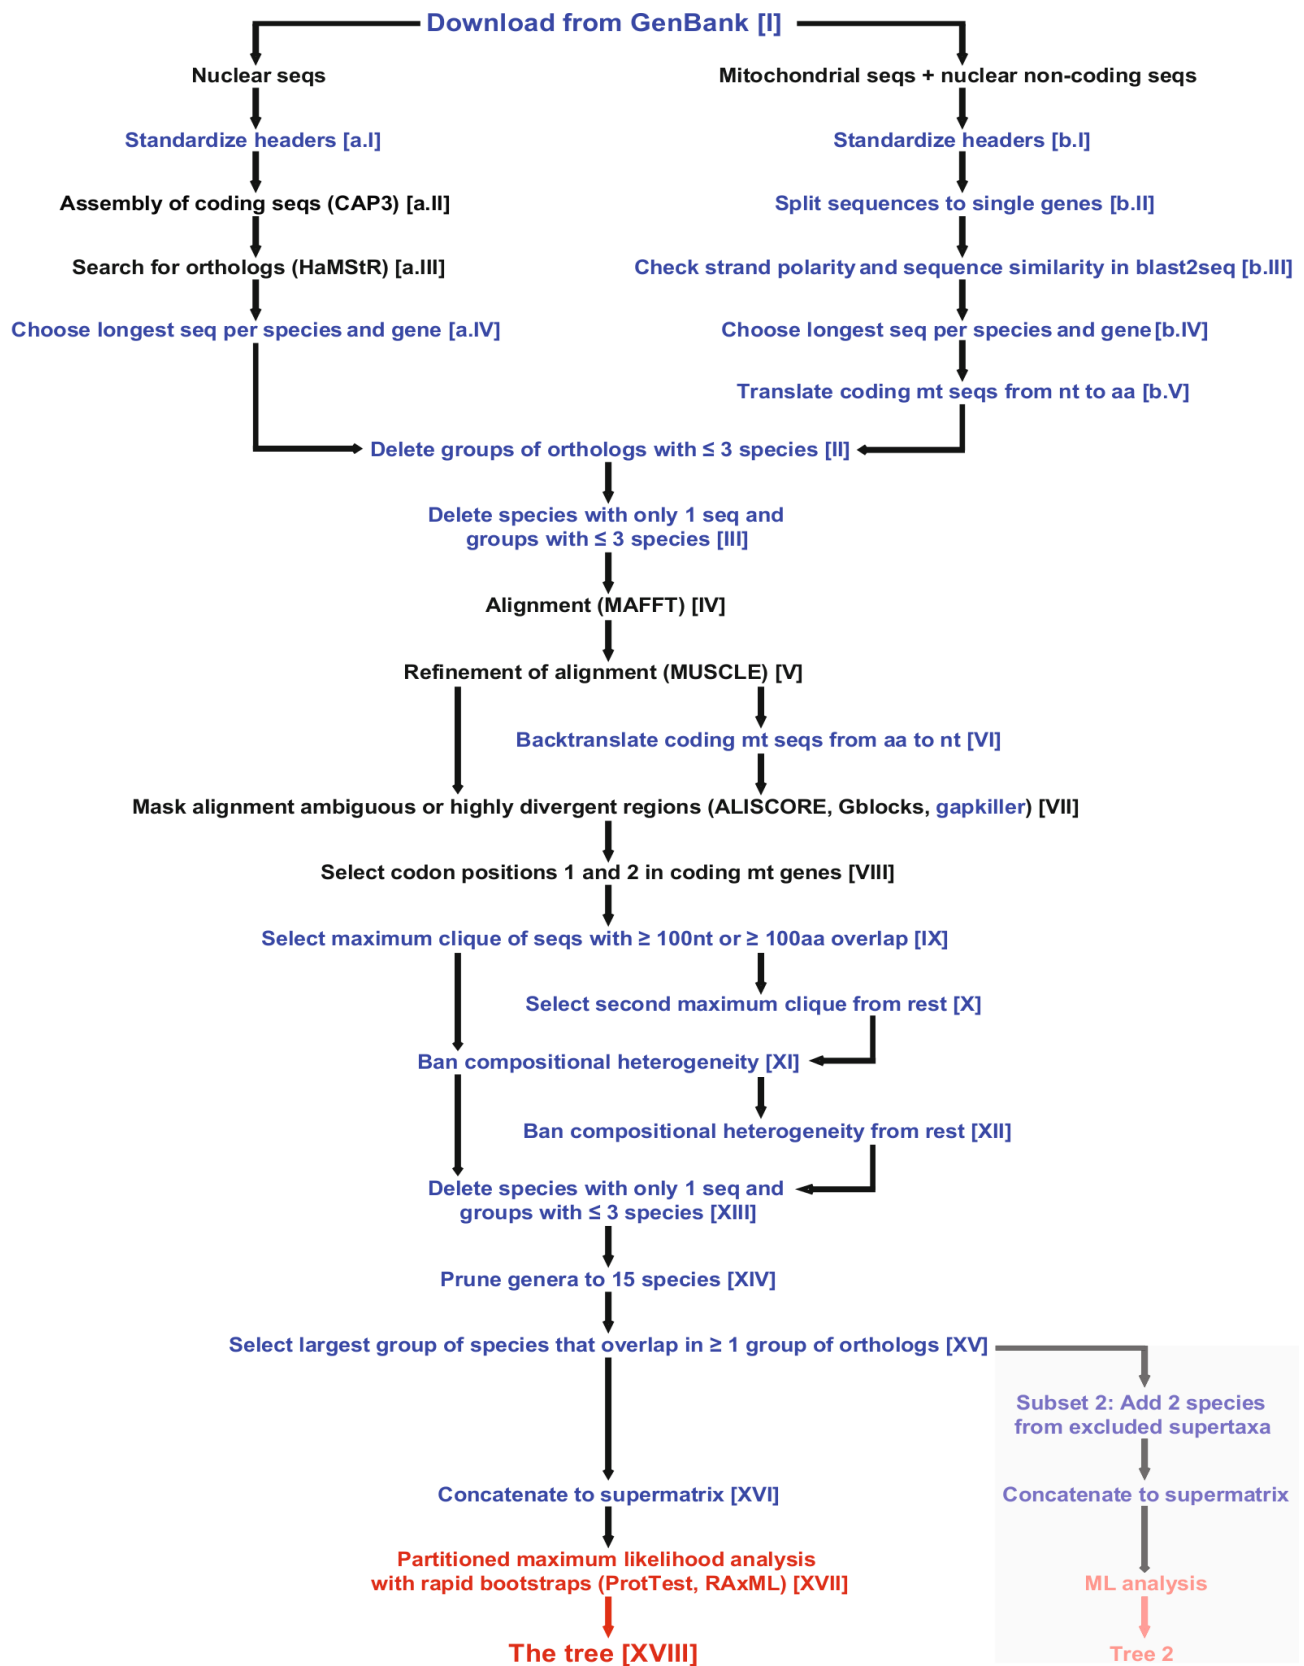 Download from GenBank [I]
Nuclear seqs
Mitochondrial seqs + nuclear non-coding seqs
Standardize headers [a.I]
Standardize headers [b.I]
Assembly of coding seqs (CAP3) [a.II]
Split sequences to single genes [b.II]
Search for orthologs (HaMStR) [a.III]
Check strand polarity and sequence similarity in blast2seq [b.III]
Choose longest seq per species and gene [a.IV]
Choose longest seq per species and gene [b.IV]
Translate coding mt seqs from nt to aa [b.V]
Delete groups of orthologs with ≤ 3 species [II]
Delete species with only 1 seq and
groups with ≤ 3 species [III]
Alignment (MAFFT) [IV]
Refinement of alignment (MUSCLE) [V]
Backtranslate coding mt seqs from aa to nt [VI]
Mask alignment ambiguous or highly divergent regions (ALISCORE, Gblocks, gapkiller) [VII]
Select codon positions 1 and 2 in coding mt genes [VIII]
Select maximum clique of seqs with ≥ 100nt or ≥ 100aa overlap [IX]
Select second maximum clique from rest [X]
Ban compositional heterogeneity [XI]
Ban compositional heterogeneity from rest [XII]
Delete species with only 1 seq and
groups with ≤ 3 species [XIII]
Prune genera to 15 species [XIV]
Select largest group of species that overlap in ≥ 1 group of orthologs [XV]
Subset 2: Add 2 species
from excluded supertaxa
Concatenate to supermatrix [XVI]
Concatenate to supermatrix
Partitioned maximum likelihood analysis
with rapid bootstraps (ProtTest, RAxML) [XVII]
ML analysis
The tree [XVIII]
Tree 2